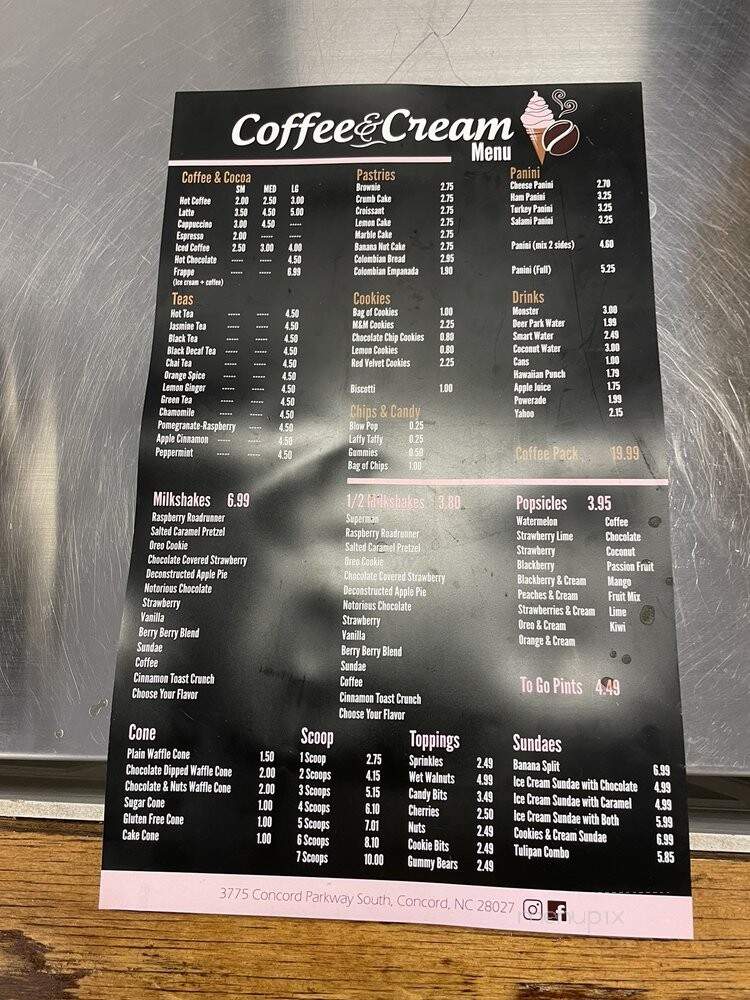 Coffee & Cream
Menu
Coffee & Cocoa
SM MED LG
Hot Coffee 2.00 2.50 3.00
Latte 3.50 4.50 5.00
Cappuccino 3.00 4.50 -----
Espresso 2.00 ----- -----
Iced Coffee 2.50 3.00 4.00
Hot Chocolate ----- ----- 4.50
Frappe ----- ----- 6.99
(Ice cream + coffee)
Teas
Hot Tea ----- ----- 4.50
Jasmine Tea ----- ----- 4.50
Black Tea ----- ----- 4.50
Black Decaf Tea ----- ----- 4.50
Chai Tea ----- ----- 4.50
Orange Spice ----- ----- 4.50
Lemon Ginger ----- ----- 4.50
Green Tea ----- ----- 4.50
Chamomile ----- ----- 4.50
Pomegranate-Raspberry ----- 4.50
Apple Cinnamon ----- ----- 4.50
Peppermint ----- ----- 4.50
Pastries
Brownie 2.75
Crumb Cake 2.75
Croissant 2.75
Lemon Cake 2.75
Marble Cake 2.75
Banana Nut Cake 2.75
Colombian Bread 2.95
Colombian Empanada 1.90
Cookies
Bag of Cookies 1.00
M&M Cookies 2.25
Chocolate Chip Cookies 0.80
Lemon Cookies 0.80
Red Velvet Cookies 2.25
Biscotti 1.00
Chips & Candy
Blow Pop 0.25
Laffy Taffy 0.25
Gummies 0.50
Bag of Chips 1.00
Panini
Cheese Panini 2.70
Ham Panini 3.25
Turkey Panini 3.25
Salami Panini 3.25
Panini (mix 2 sides) 4.60
Panini (Full) 5.25
Drinks
Monster 3.00
Deer Park Water 1.99
Smart Water 2.49
Coconut Water 3.00
Cans 1.00
Hawaiian Punch 1.79
Apple Juice 1.75
Powerade 1.99
Yahoo 2.15
Coffee Pack 19.99
Milkshakes 6.99
Raspberry Roadrunner
Salted Caramel Pretzel
Oreo Cookie
Chocolate Covered Strawberry
Deconstructed Apple Pie
Notorious Chocolate
Strawberry
Vanilla
Berry Berry Blend
Sundae
Coffee
Cinnamon Toast Crunch
Choose Your Flavor
1/2 Milkshakes 3.80
Superman
Raspberry Roadrunner
Salted Caramel Pretzel
Oreo Cookie
Chocolate Covered Strawberry
Deconstructed Apple Pie
Notorious Chocolate
Strawberry
Vanilla
Berry Berry Blend
Sundae
Coffee
Cinnamon Toast Crunch
Choose Your Flavor
Popsicles 3.95
Watermelon Coffee
Strawberry Lime Chocolate
Strawberry Coconut
Blackberry Passion Fruit
Blackberry & Cream Mango
Peaches & Cream Fruit Mix
Strawberries & Cream Lime
Oreo & Cream Kiwi
Orange & Cream
To Go Pints 4.49
Cone
Plain Waffle Cone 1.50
Chocolate Dipped Waffle Cone 2.00
Chocolate & Nuts Waffle Cone 2.00
Sugar Cone 1.00
Gluten Free Cone 1.00
Cake Cone 1.00
Scoop
1 Scoop 2.75
2 Scoops 4.15
3 Scoops 5.15
4 Scoops 6.10
5 Scoops 7.01
6 Scoops 8.10
7 Scoops 10.00
Toppings
Sprinkles 2.49
Wet Walnuts 4.99
Candy Bits 3.49
Cherries 2.50
Nuts 2.49
Cookie Bits 2.49
Gummy Bears 2.49
Sundaes
Banana Split 6.99
Ice Cream Sundae with Chocolate 4.99
Ice Cream Sundae with Caramel 4.99
Ice Cream Sundae with Both 5.99
Cookies & Cream Sundae 6.99
Tulipan Combo 5.85
3775 Concord Parkway South, Concord, NC 28027
menupix